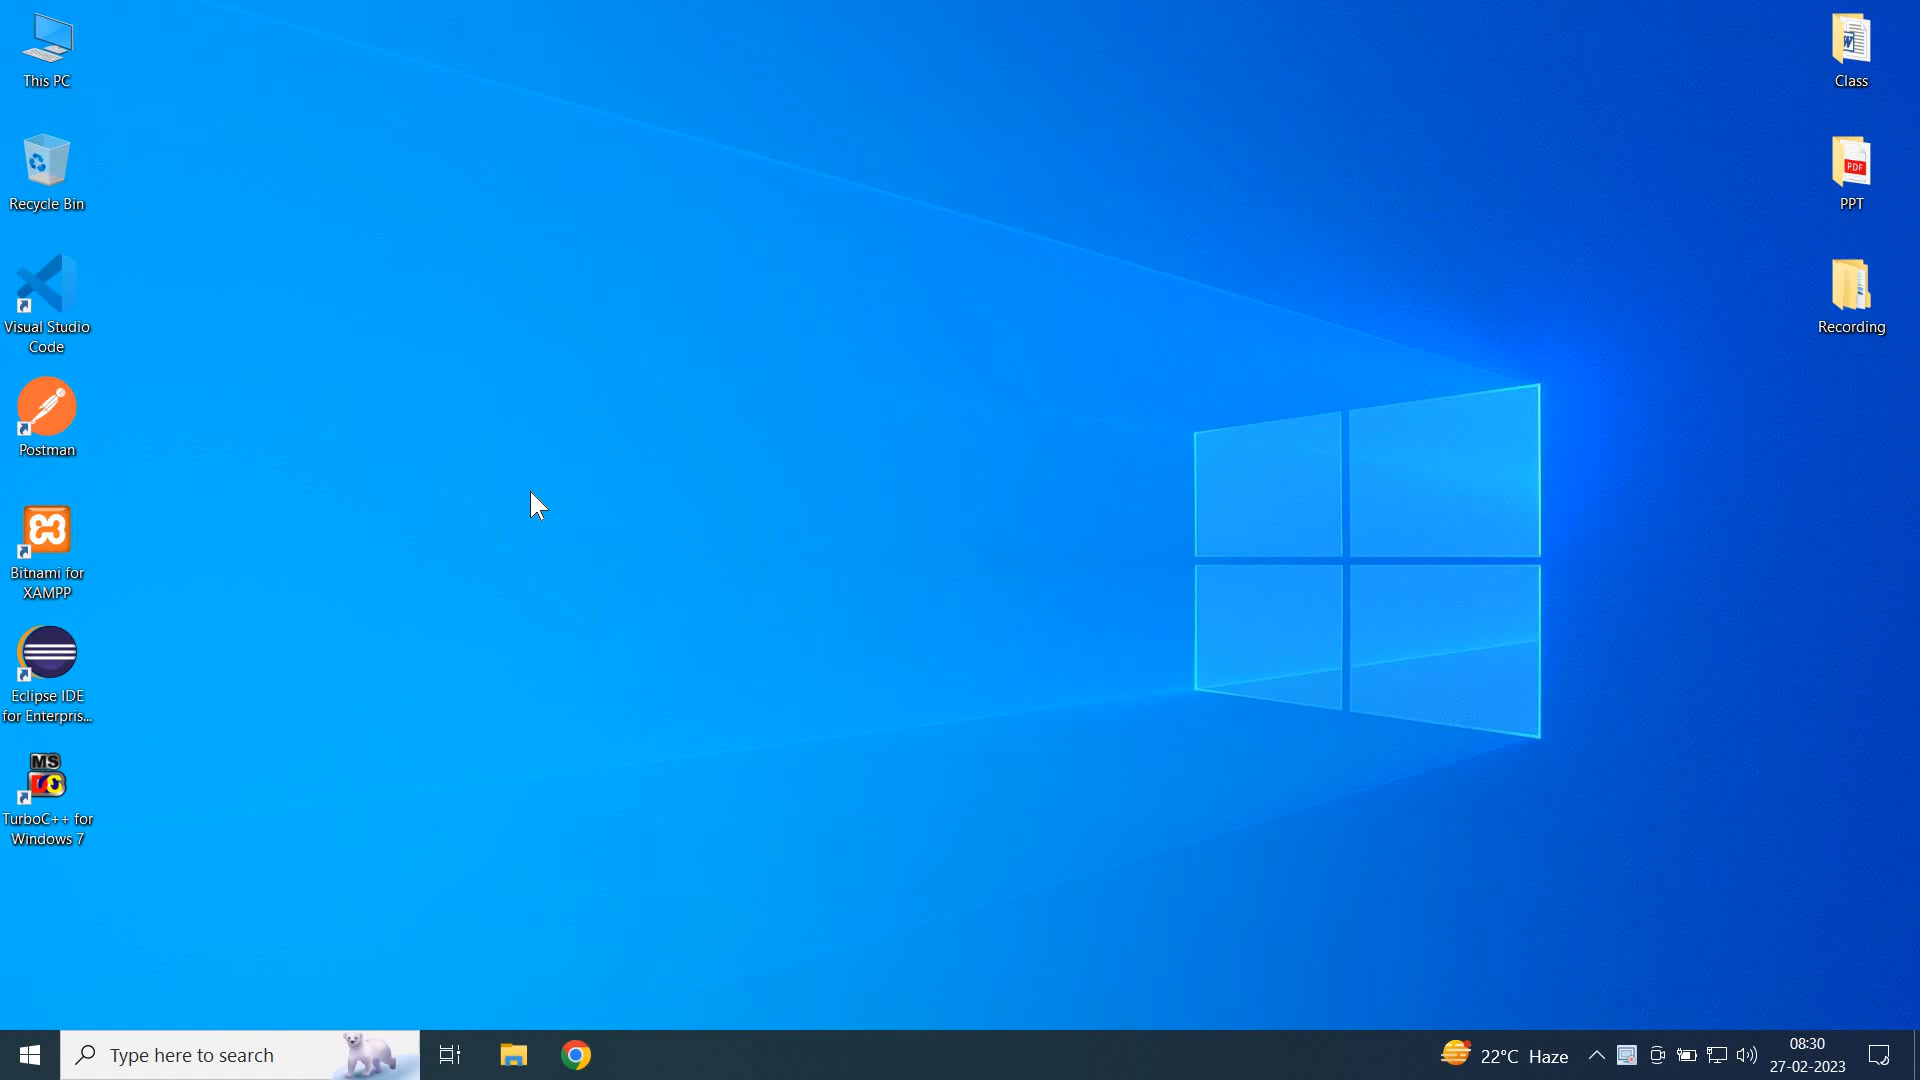 This PC
Recycle Bin
Visual Studio
Code
Postman
Bitnami for
XAMPP
Eclipse IDE
for Enterpris...
MS
TurboC++ for
Windows 7
Class
PDF
PPT
Recording
Type here to search
22°C Haze
08:30
27-02-2023